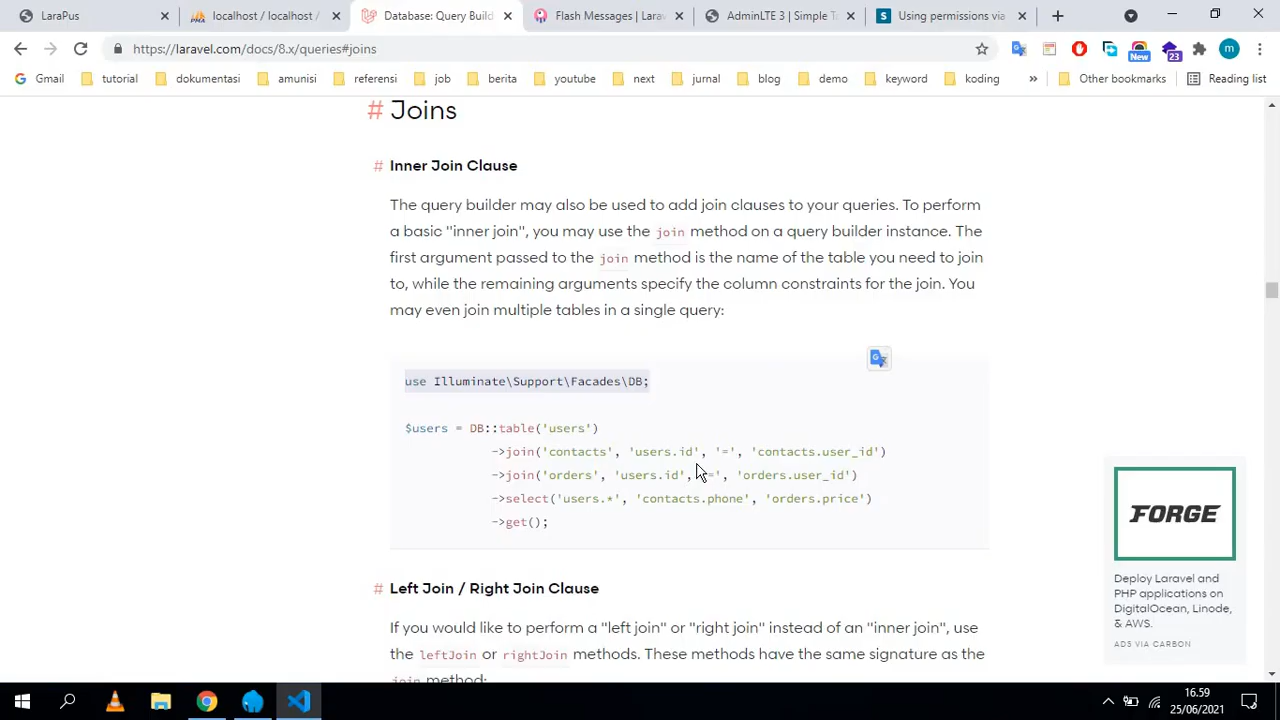 LaraPus
localhost / localhost /
Database: Query Build
Flash Messages | Larav
AdminLTE 3 | Simple T
Using permissions via
https://laravel.com/docs/8.x/queries#joins
New
23
m
Gmail
tutorial
dokumentasi
amunisi
referensi
job
berita
youtube
next
jurnal
blog
demo
keyword
koding
»
Other bookmarks
Reading list
# Joins
# Inner Join Clause
The query builder may also be used to add join clauses to your queries. To perform
a basic "inner join", you may use the join method on a query builder instance. The
first argument passed to the join method is the name of the table you need to join
to, while the remaining arguments specify the column constraints for the join. You
may even join multiple tables in a single query:
use Illuminate\Support\Facades\DB;
$users = DB::table('users')
->join('contacts', 'users.id', '=', 'contacts.user_id')
->join('orders', 'users.id', '=', 'orders.user_id')
->select('users.*', 'contacts.phone', 'orders.price')
->get();
FORGE
Deploy Laravel and
PHP applications on
DigitalOcean, Linode,
& AWS.
ADS VIA CARBON
# Left Join / Right Join Clause
If you would like to perform a "left join" or "right join" instead of an "inner join", use
the leftJoin or rightJoin methods. These methods have the same signature as the
join method:
16.59
25/06/2021